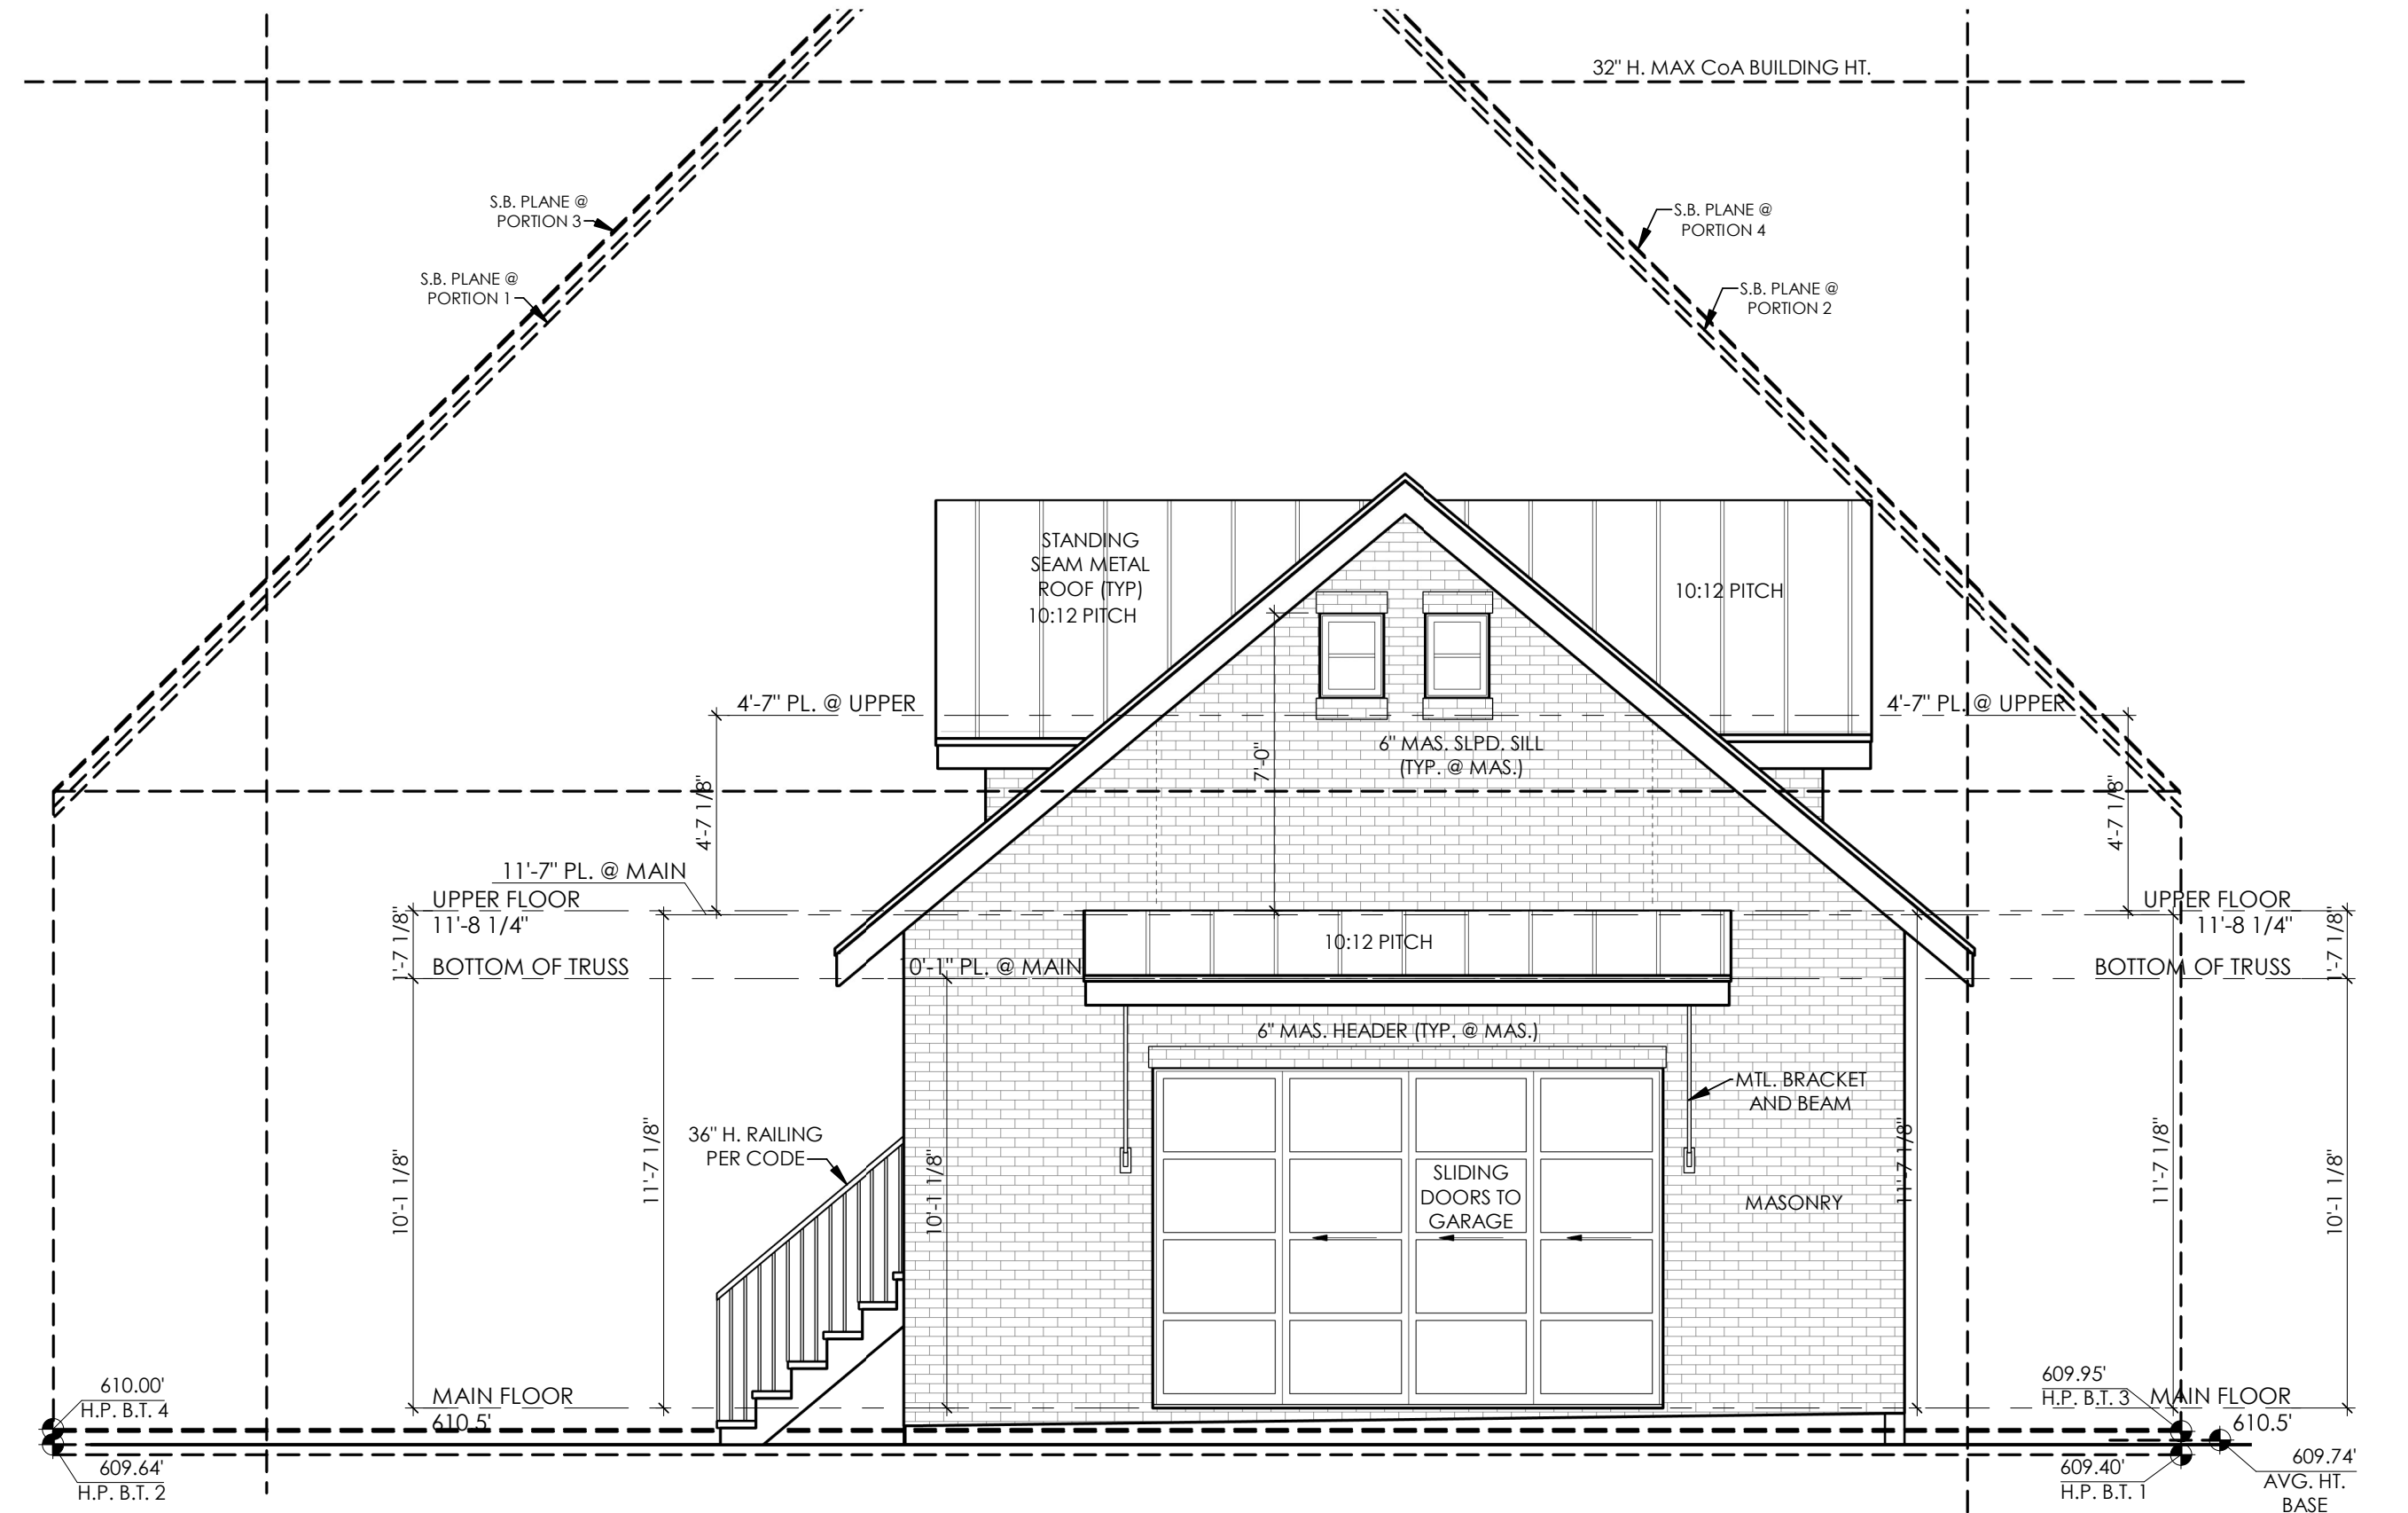 32" H. MAX CoA BUILDING HT.
S.B. PLANE @
PORTION 3
S.B. PLANE @
PORTION 4
S.B. PLANE @
PORTION 1
S.B. PLANE @
PORTION 2
STANDING
SEAM METAL
ROOF (TYP)
10:12 PITCH
10:12 PITCH
4'-7" PL. @ UPPER
4'-7" PL. @ UPPER
6" MAS. SLPD. SILL
(TYP. @ MAS.)
7'-0"
4'-7 1/8"
4'-7 1/8"
11'-7" PL. @ MAIN
UPPER FLOOR
11'-8 1/4"
UPPER FLOOR
11'-8 1/4"
1'-7 1/8"
1'-7 1/8"
10:12 PITCH
BOTTOM OF TRUSS
10'-1" PL. @ MAIN
BOTTOM OF TRUSS
6" MAS. HEADER (TYP. @ MAS.)
MTL. BRACKET
AND BEAM
36" H. RAILING
PER CODE
10'-1 1/8"
11'-7 1/8"
10'-1 1/8"
SLIDING
DOORS TO
GARAGE
MASONRY
11'-7 1/8"
11'-7 1/8"
10'-1 1/8"
610.00'
H.P. B.T. 4
MAIN FLOOR
610.5'
609.95'
H.P. B.T. 3
MAIN FLOOR
610.5'
609.64'
H.P. B.T. 2
609.40'
H.P. B.T. 1
609.74'
AVG. HT.
BASE